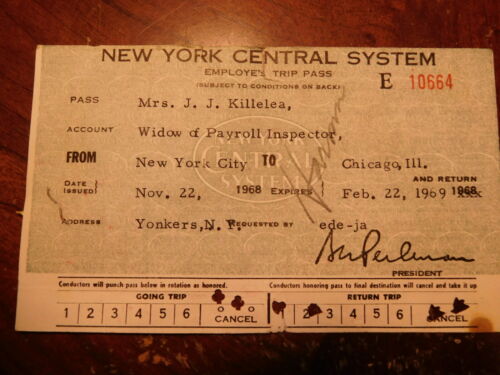 NEW YORK CENTRAL SYSTEM
EMPLOYE'S TRIP PASS
(SUBJECT TO CONDITIONS ON BACK)
E 10664
PASS Mrs. J. J. Killelea,
ACCOUNT Widow of Payroll Inspector,
FROM New York City TO Chicago, Ill.
AND RETURN
DATE (ISSUED) Nov. 22, 1968 EXPIRES Feb. 22, 1969 1968 xxx
ADDRESS Yonkers, N. Y. REQUESTED BY ede-ja
PRESIDENT
Conductors will punch pass below in rotation as honored. Conductors honoring pass to final destination will cancel and take it up
GOING TRIP RETURN TRIP
1 2 3 4 5 6 CANCEL 1 2 3 4 5 6 CANCEL